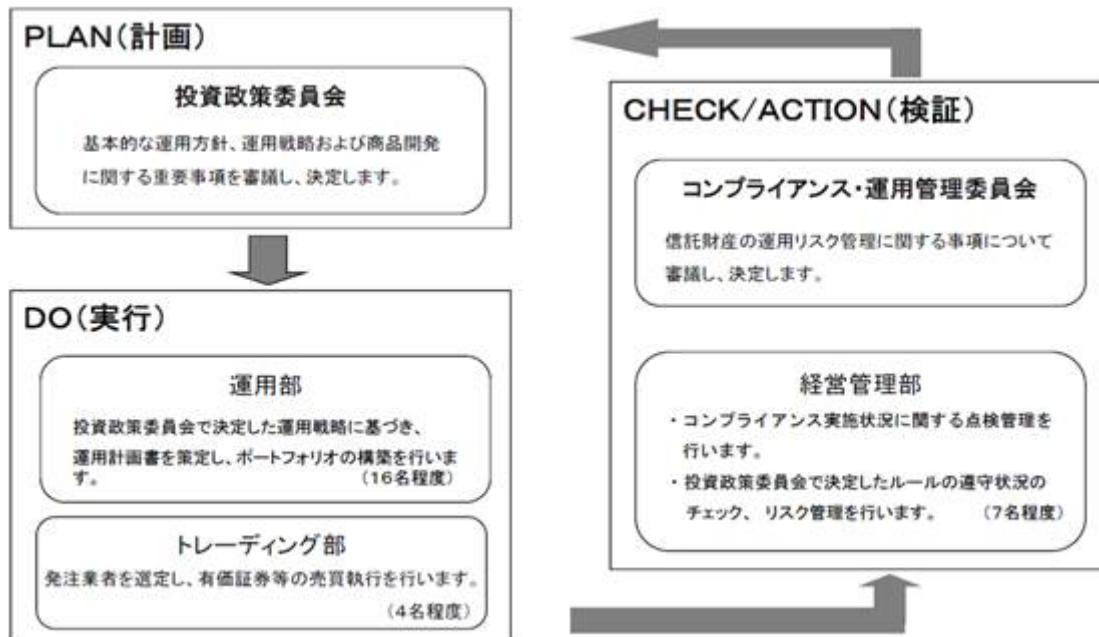 PLAN(計画)
投資政策委員会
基本的な運用方針、運用戦略および商品開発
に関する重要事項を審議し、決定します。
DO(実行)
運用部
投資政策委員会で決定した運用戦略に基づき、
運用計画書を策定し、ポートフォリオの構築を行いま
す。 (16名程度)
トレーディング部
発注業者を選定し、有価証券等の売買執行を行います。
(4名程度)
CHECK/ACTION(検証)
コンプライアンス・運用管理委員会
信託財産の運用リスク管理に関する事項について
審議し、決定します。
経営管理部
・コンプライアンス実施状況に関する点検管理を
行います。
・投資政策委員会で決定したルールの遵守状況の
チェック、 リスク管理を行います。 (7名程度)